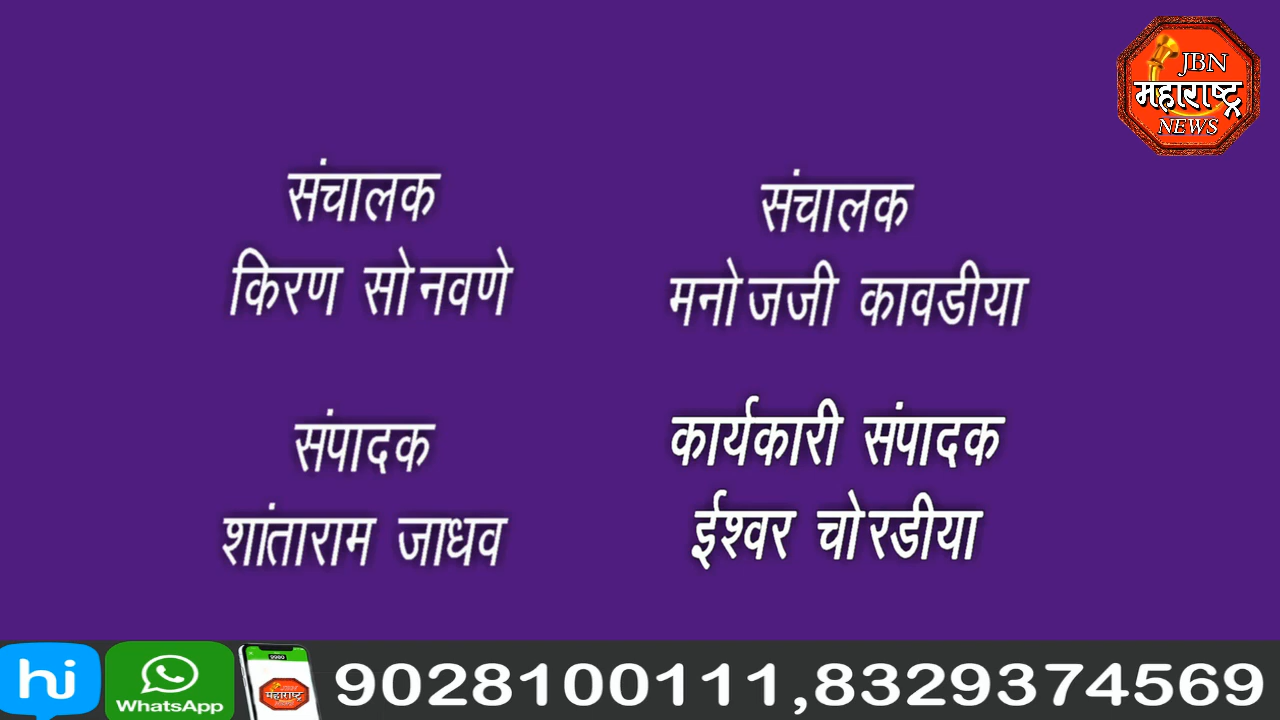 JBN
महाराष्ट्र
NEWS
संचालक
किरण सोनवणे
संचालक
मनोजजी कावडीया
संपादक
शांताराम जाधव
कार्यकारी संपादक
ईश्वर चोरडीया
hi
WhatsApp
महाराष्ट्र
9028100111,8329374569